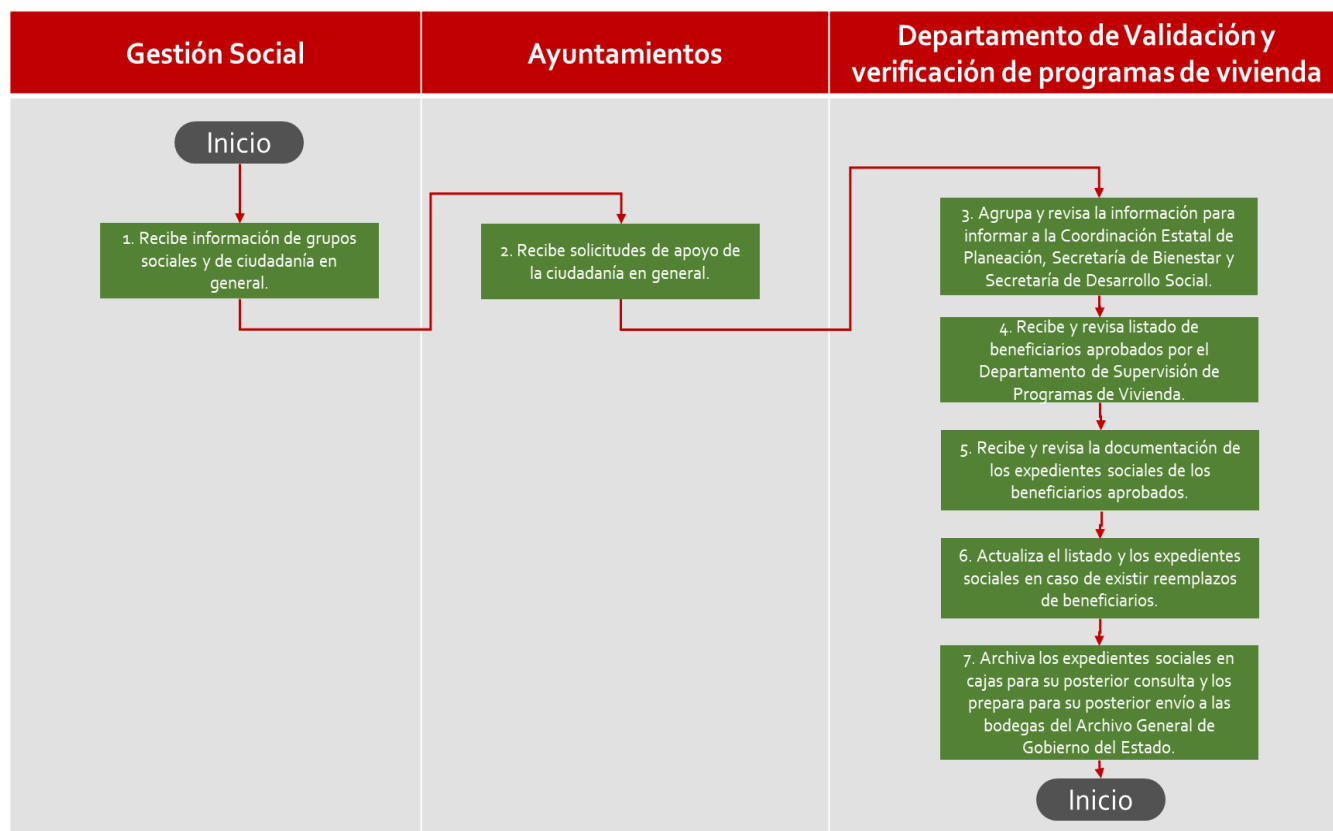 Gestión Social
Ayuntamientos
Departamento de Validación y
verificación de programas de vivienda
Inicio
1. Recibe información de grupos
sociales y de ciudadanía en
general.
2. Recibe solicitudes de apoyo de
la ciudadanía en general.
3. Agrupa y revisa la información para
informar a la Coordinación Estatal de
Planeación, Secretaría de Bienestar y
Secretaría de Desarrollo Social.
4. Recibe y revisa listado de
beneficiarios aprobados por el
Departamento de Supervisión de
Programas de Vivienda.
5. Recibe y revisa la documentación de
los expedientes sociales de los
beneficiarios aprobados.
6. Actualiza el listado y los expedientes
sociales en caso de existir reemplazos
de beneficiarios.
7. Archiva los expedientes sociales en
cajas para su posterior consulta y los
prepara para su posterior envío a las
bodegas del Archivo General de
Gobierno del Estado.
Inicio